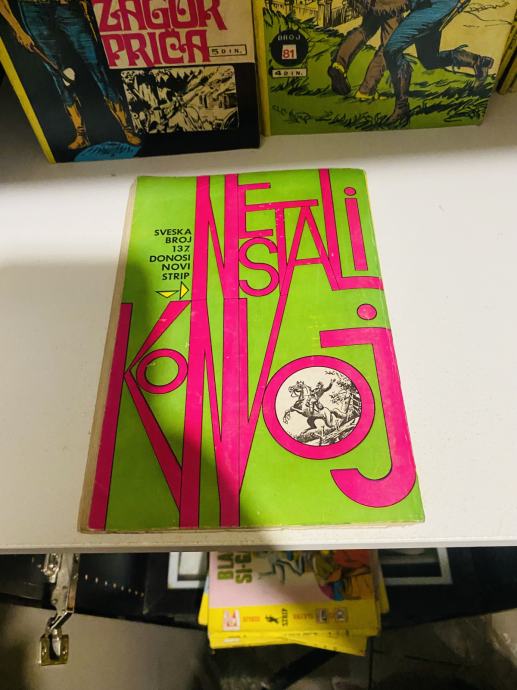 ZAGOR
PRIČA
5 DIN.
BROJ
81
4 DIN.
SVESKA
BROJ
137
DONOSI
NOVI
STRIP
NESTALI
KONVOJ
STRIP